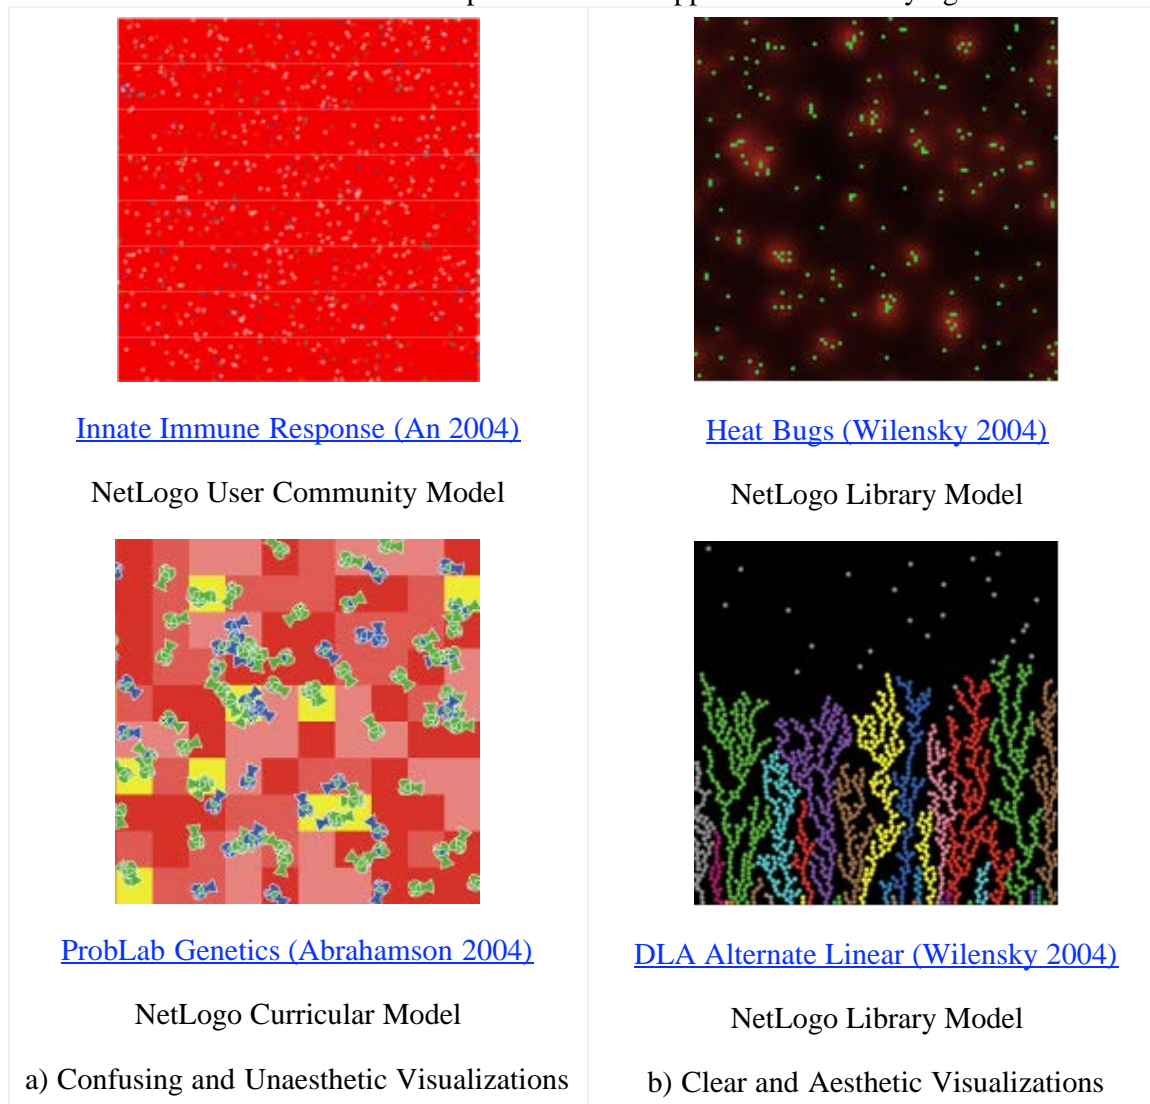 Innate Immune Response (An 2004)
NetLogo User Community Model
Heat Bugs (Wilensky 2004)
NetLogo Library Model
ProbLab Genetics (Abrahamson 2004)
NetLogo Curricular Model
a) Confusing and Unaesthetic Visualizations
DLA Alternate Linear (Wilensky 2004)
NetLogo Library Model
b) Clear and Aesthetic Visualizations